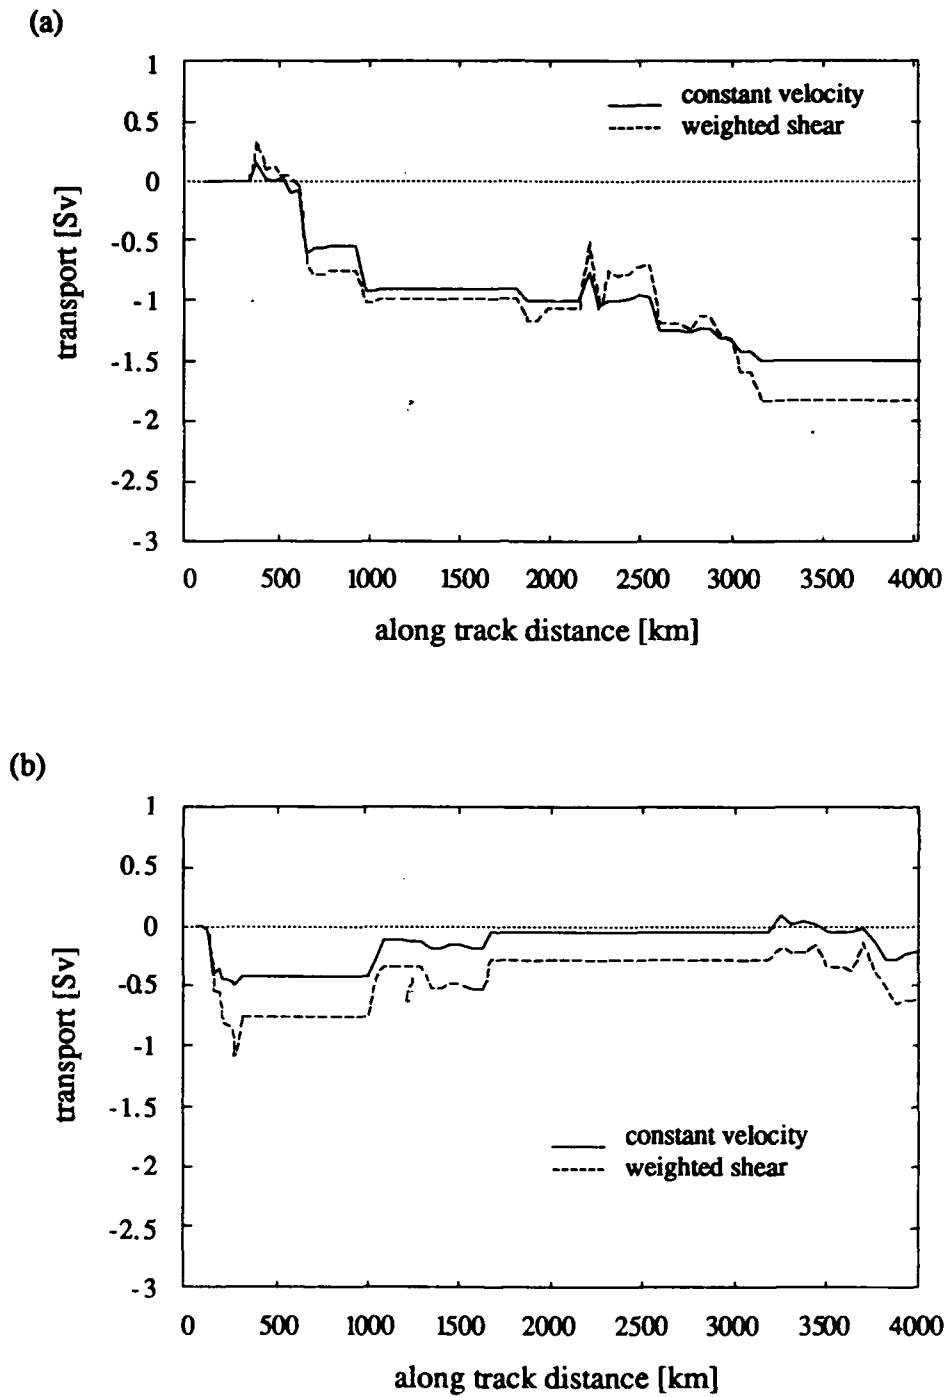 (a)
1
0.5
0
-0.5
-1
-1.5
-2
-2.5
-3
transport [Sv]
constant velocity
weighted shear
0 500 1000 1500 2000 2500 3000 3500 4000
along track distance [km]
(b)
1
0.5
0
-0.5
-1
-1.5
-2
-2.5
-3
transport [Sv]
constant velocity
weighted shear
0 500 1000 1500 2000 2500 3000 3500 4000
along track distance [km]